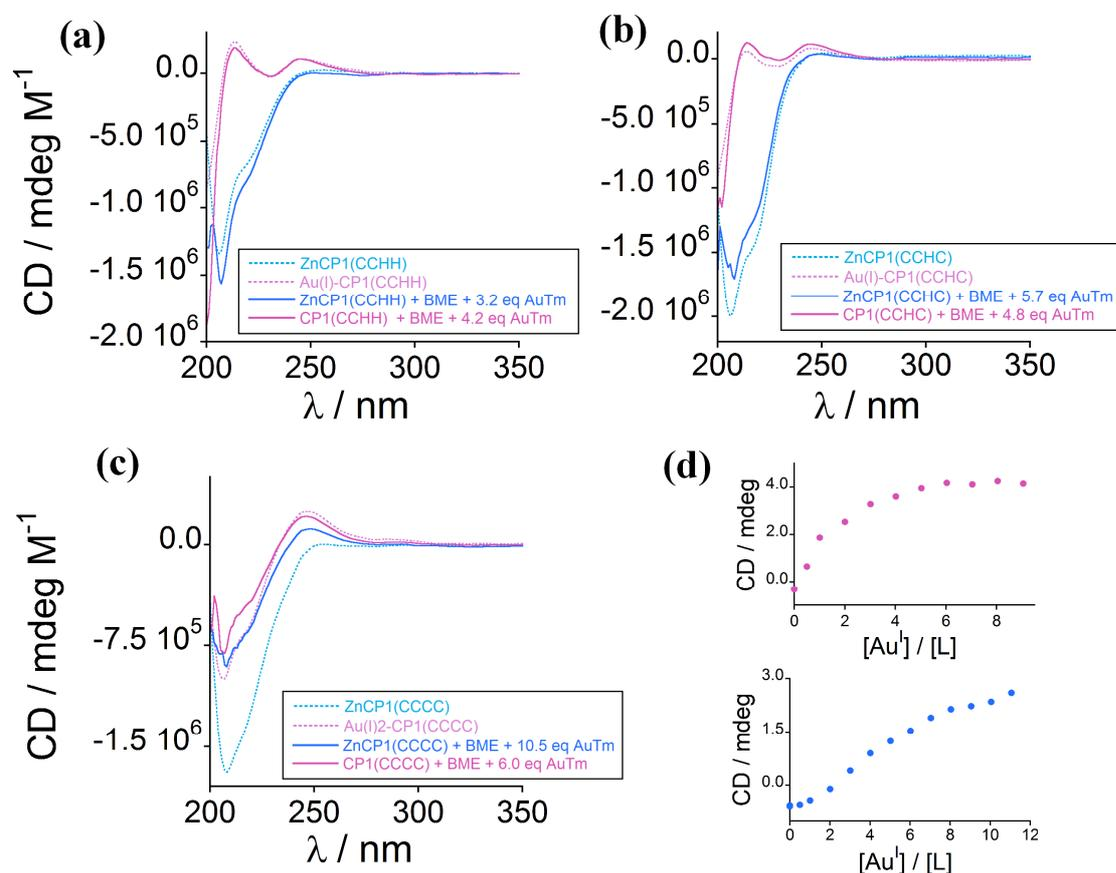 (a)
CD / mdeg M-1
0.0
-5.0 10^5
-1.0 10^6
-1.5 10^6
-2.0 10^6
200 250 300 350
λ / nm
ZnCP1(CCHH)
Au(I)-CP1(CCHH)
ZnCP1(CCHH) + BME + 3.2 eq AuTm
CP1(CCHH) + BME + 4.2 eq AuTm
(b)
0.0
-5.0 10^5
-1.0 10^6
-1.5 10^6
-2.0 10^6
200 250 300 350
λ / nm
ZnCP1(CCHC)
Au(I)-CP1(CCHC)
ZnCP1(CCHC) + BME + 5.7 eq AuTm
CP1(CCHC) + BME + 4.8 eq AuTm
(c)
CD / mdeg M-1
0.0
-7.5 10^5
-1.5 10^6
200 250 300 350
λ / nm
ZnCP1(CCCC)
Au(I)2-CP1(CCCC)
ZnCP1(CCCC) + BME + 10.5 eq AuTm
CP1(CCCC) + BME + 6.0 eq AuTm
(d)
CD / mdeg
4.0
2.0
0.0
0 2 4 6 8
[Au^I] / [L]
CD / mdeg
3.0
1.5
0.0
0 2 4 6 8 10 12
[Au^I] / [L]